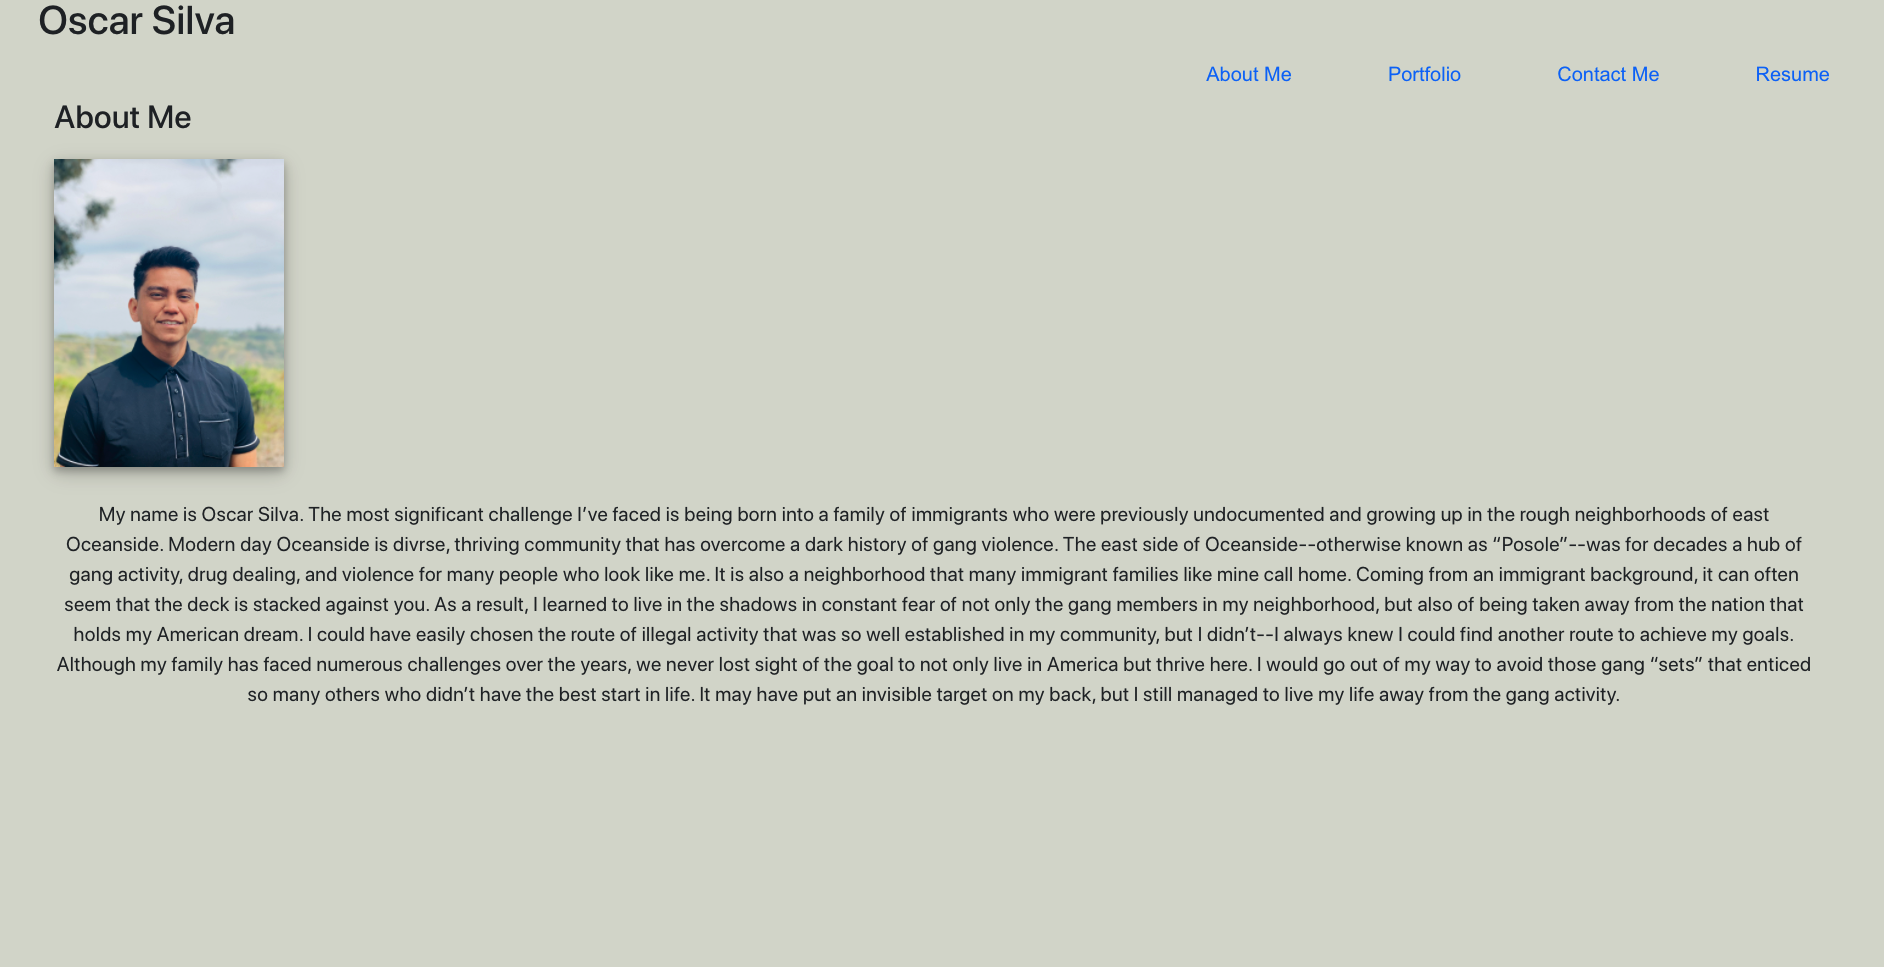 Oscar Silva
About Me Portfolio Contact Me Resume
About Me
My name is Oscar Silva. The most significant challenge I’ve faced is being born into a family of immigrants who were previously undocumented and growing up in the rough neighborhoods of east
Oceanside. Modern day Oceanside is divrse, thriving community that has overcome a dark history of gang violence. The east side of Oceanside--otherwise known as “Posole”--was for decades a hub of
gang activity, drug dealing, and violence for many people who look like me. It is also a neighborhood that many immigrant families like mine call home. Coming from an immigrant background, it can often
seem that the deck is stacked against you. As a result, I learned to live in the shadows in constant fear of not only the gang members in my neighborhood, but also of being taken away from the nation that
holds my American dream. I could have easily chosen the route of illegal activity that was so well established in my community, but I didn’t--I always knew I could find another route to achieve my goals.
Although my family has faced numerous challenges over the years, we never lost sight of the goal to not only live in America but thrive here. I would go out of my way to avoid those gang “sets” that enticed
so many others who didn’t have the best start in life. It may have put an invisible target on my back, but I still managed to live my life away from the gang activity.